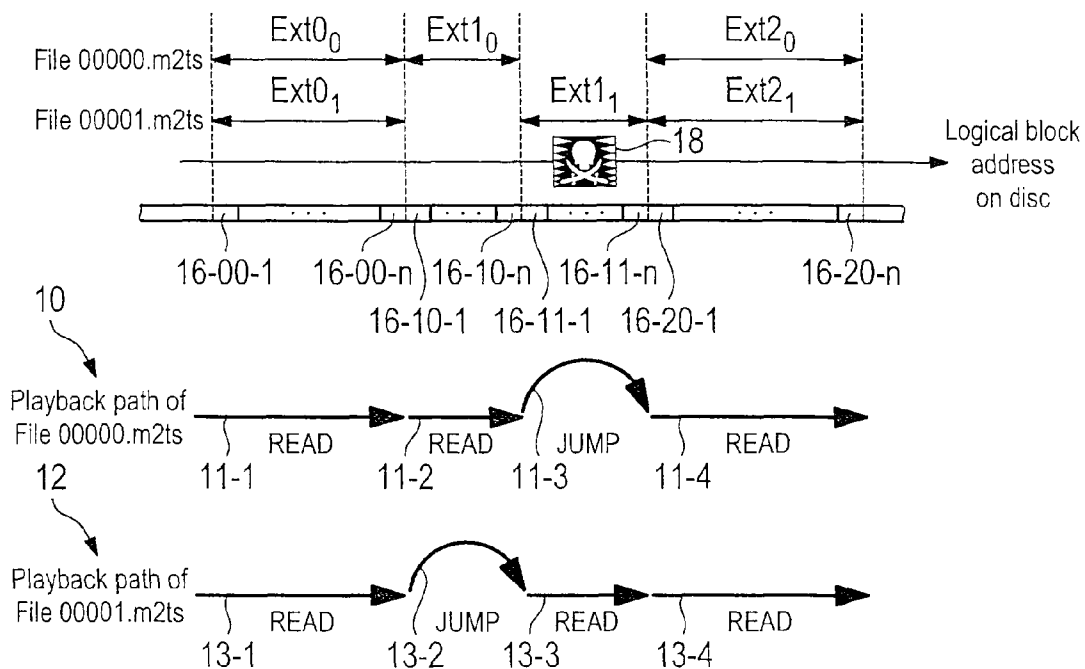 Ext0₀ Ext1₀ Ext2₀
File 00000.m2ts
Ext0₁ Ext1₁ Ext2₁
File 00001.m2ts
18
Logical block
address
on disc
16-00-1 16-00-n 16-10-n 16-11-n 16-20-n
16-10-1 16-11-1 16-20-1
10
Playback path of
File 00000.m2ts
READ READ JUMP READ
11-1 11-2 11-3 11-4
12
Playback path of
File 00001.m2ts
READ JUMP READ READ
13-1 13-2 13-3 13-4